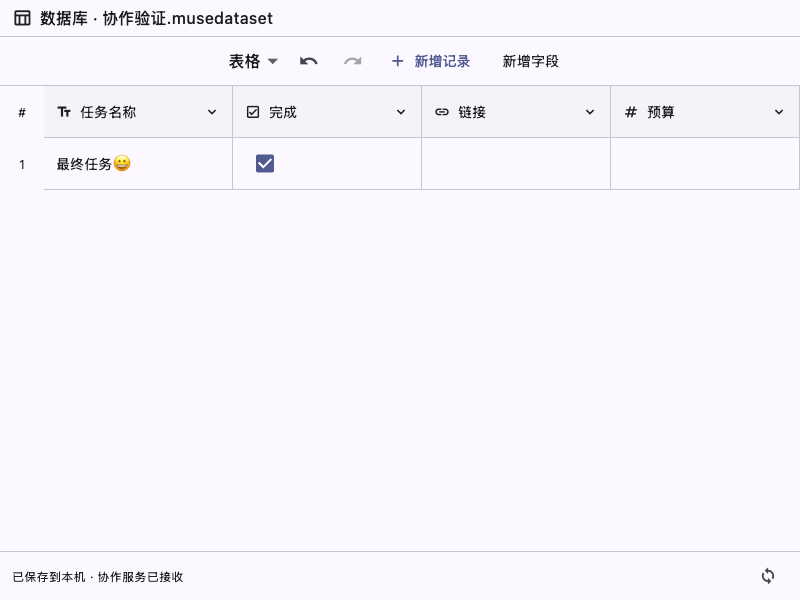 数据库 · 协作验证.musedataset
表格 新增记录 新增字段
# 任务名称 完成 链接 预算
1 最终任务😀
已保存到本机 · 协作服务已接收